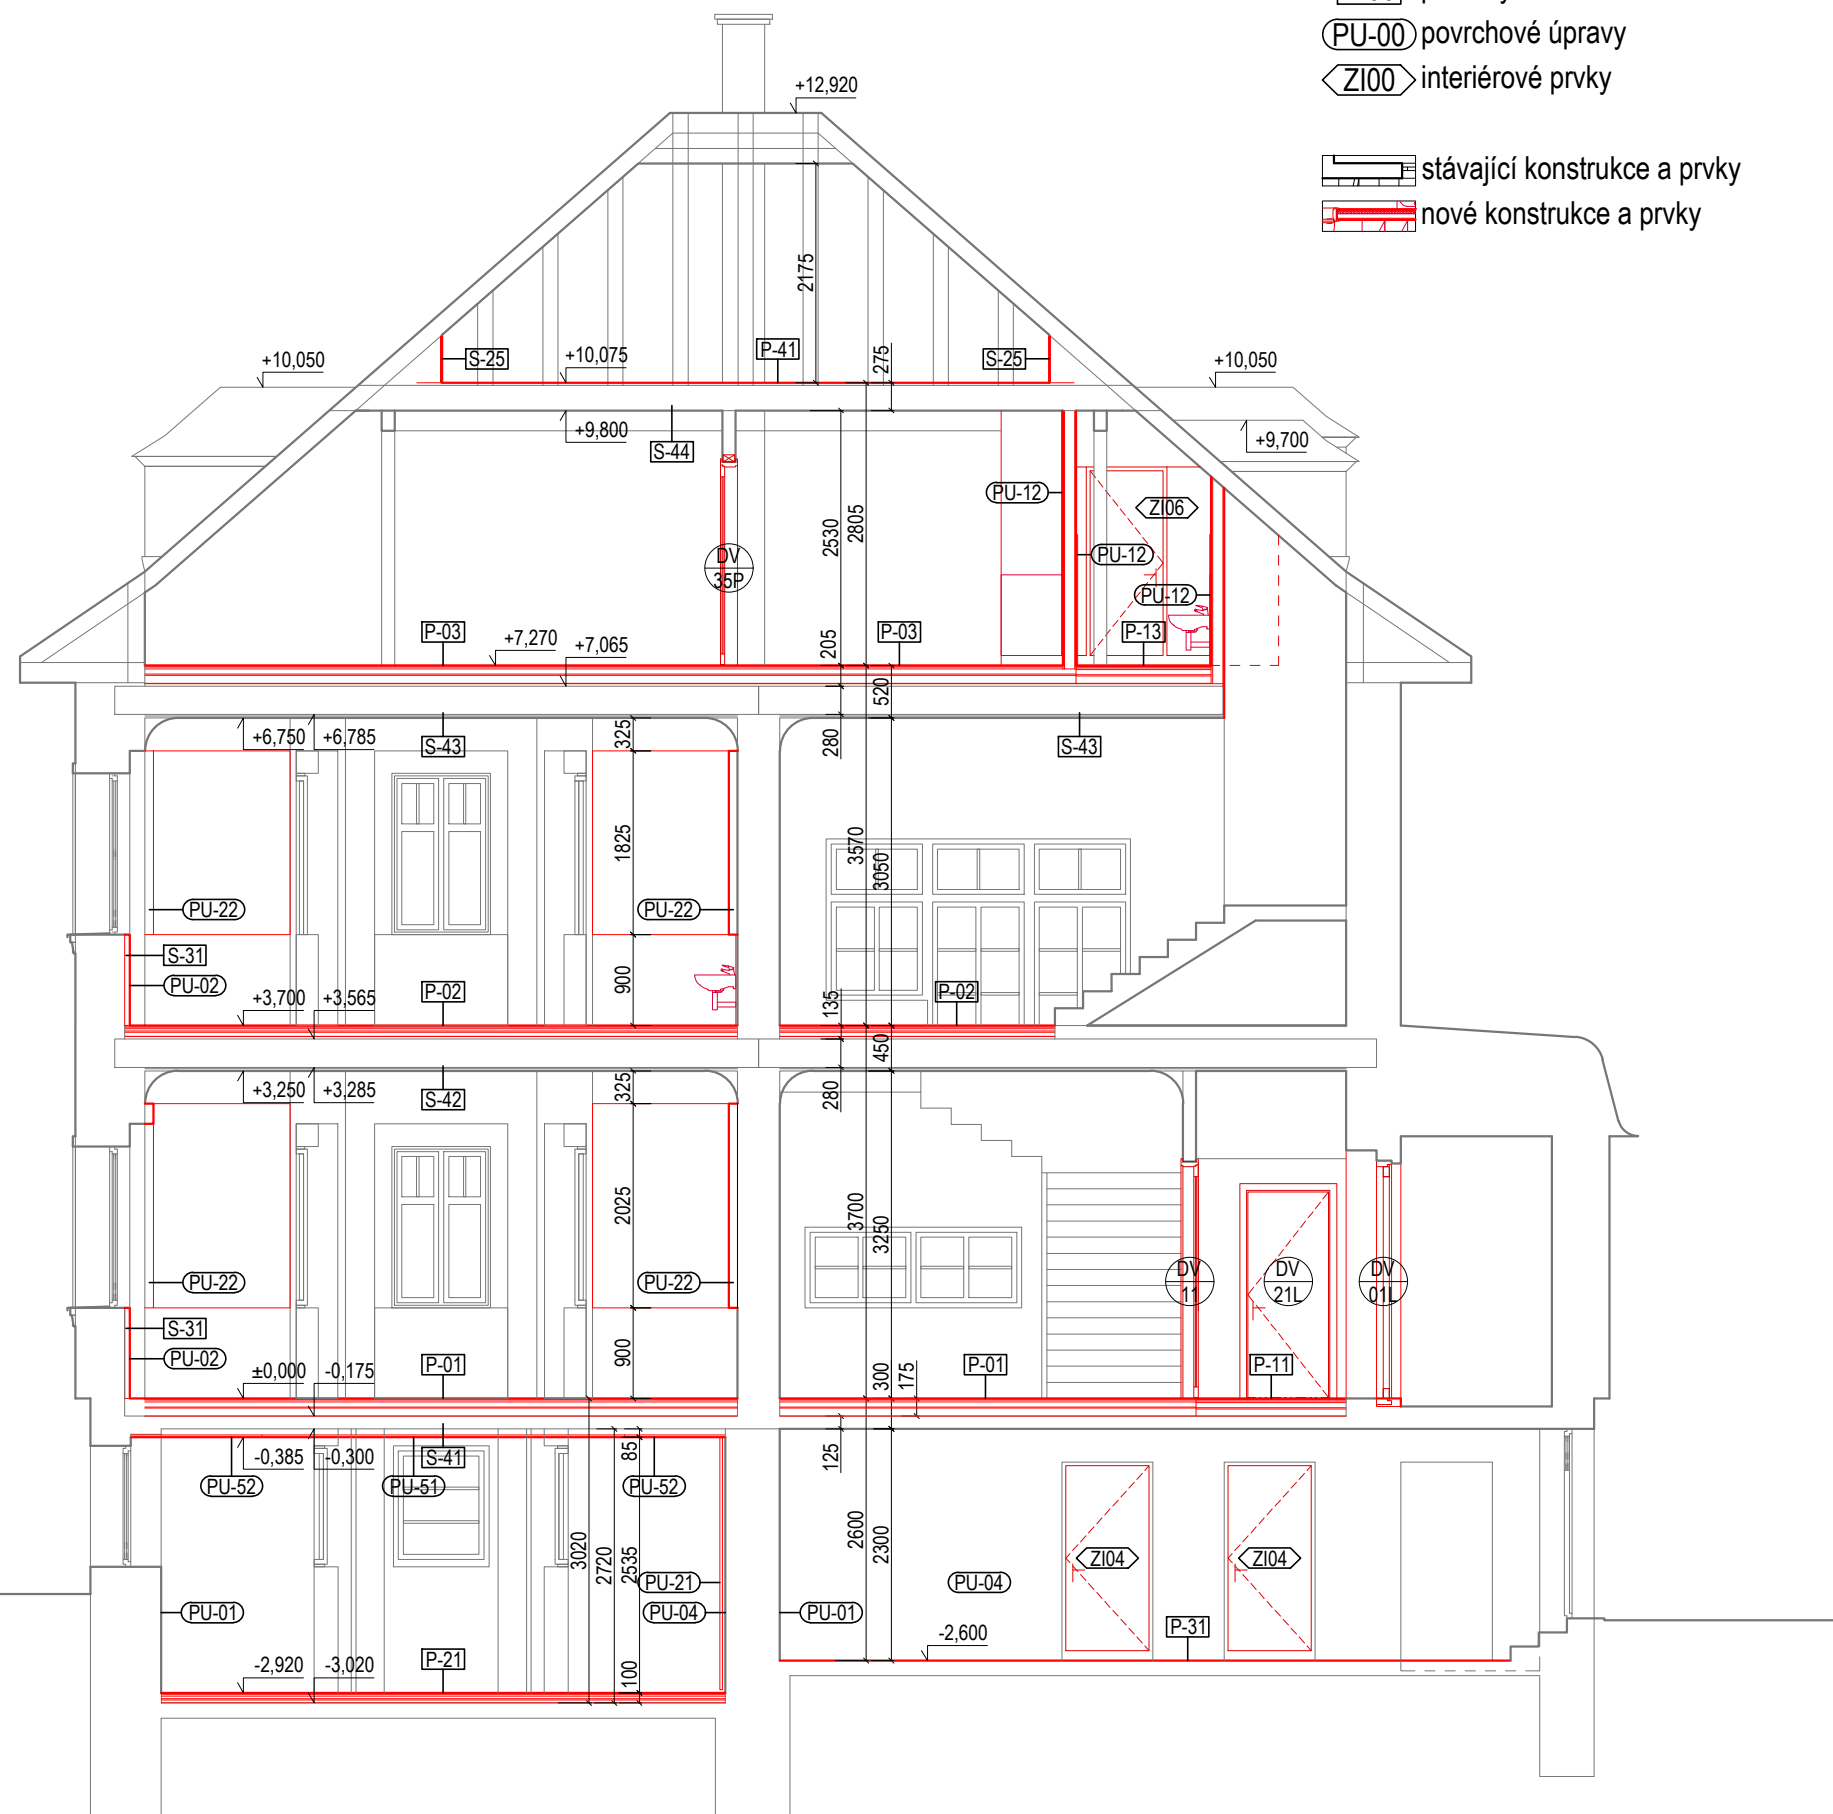 PU-00 povrchové úpravy
ZI00 interiérové prvky
stávající konstrukce a prvky
nové konstrukce a prvky
+12,920
2175
+10,050
S-25
+10,075
P-41
275
S-25
+10,050
+9,800
S-44
+9,700
PU-12
ZI06
2530
2805
DV
35P
PU-12
PU-12
P-03
+7,270
+7,065
205
P-03
P-13
520
+6,750
+6,785
S-43
325
280
S-43
1825
3570
3050
PU-22
PU-22
S-31
PU-02
900
+3,700
+3,565
P-02
135
P-02
450
+3,250
+3,285
S-42
325
280
2025
3700
3250
PU-22
PU-22
DV
11
DV
21L
DV
01L
S-31
PU-02
900
±0,000
-0,175
P-01
P-01
300
175
P-11
-0,385
-0,300
S-41
85
125
PU-52
PU-51
PU-52
3020
2720
2535
2600
2300
ZI04
ZI04
PU-21
PU-04
PU-01
PU-04
PU-01
-2,600
P-31
-2,920
-3,020
P-21
100